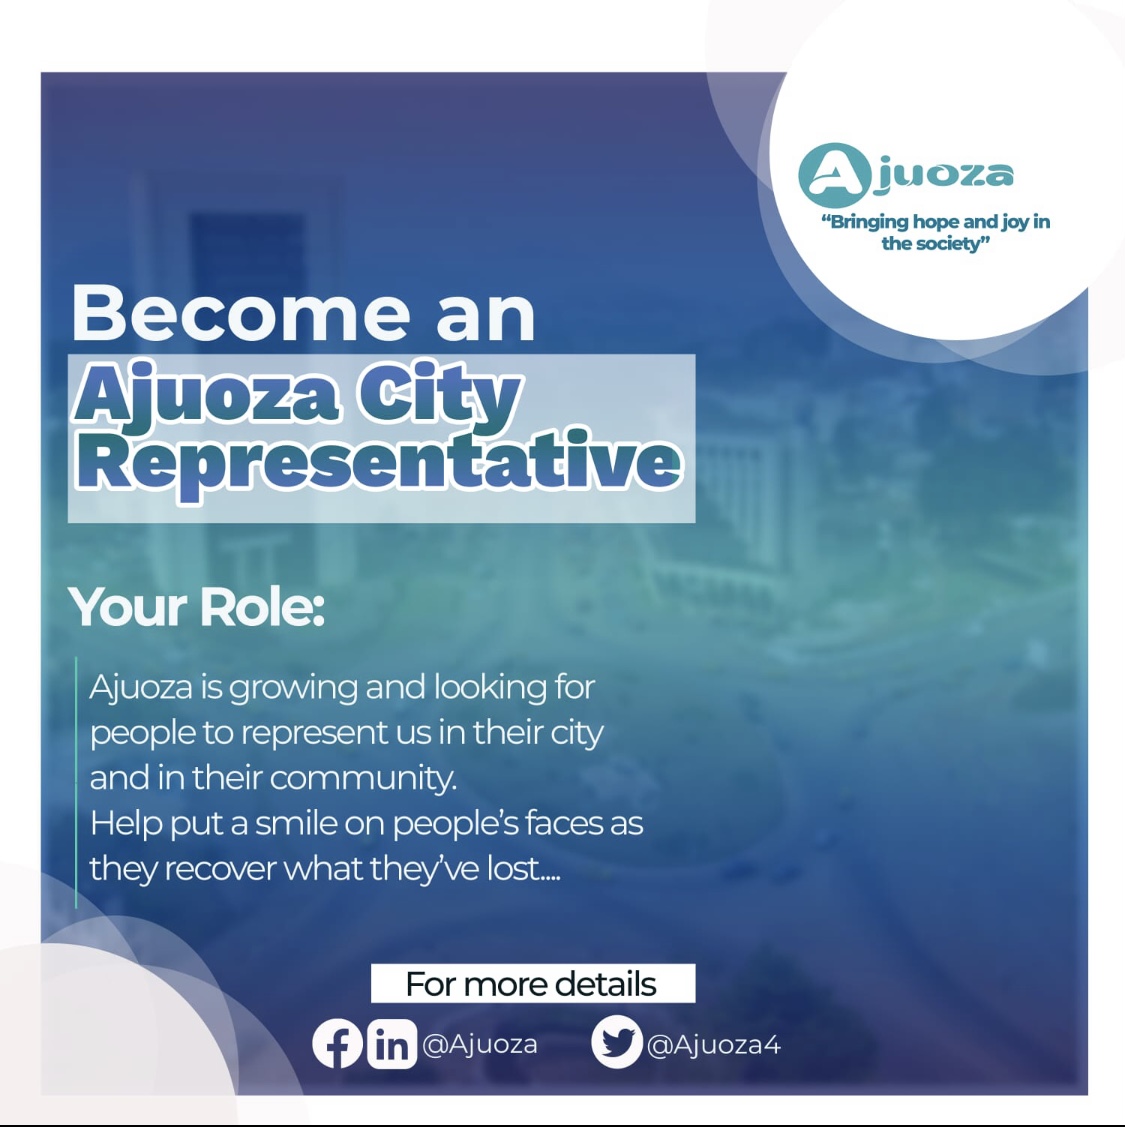 Ajuoza
“Bringing hope and joy in
the society”
Become an
Ajuoza City
Representative
Your Role:
Ajuoza is growing and looking for
people to represent us in their city
and in their community.
Help put a smile on people’s faces as
they recover what they’ve lost....
For more details
@Ajuoza
@Ajuoza4